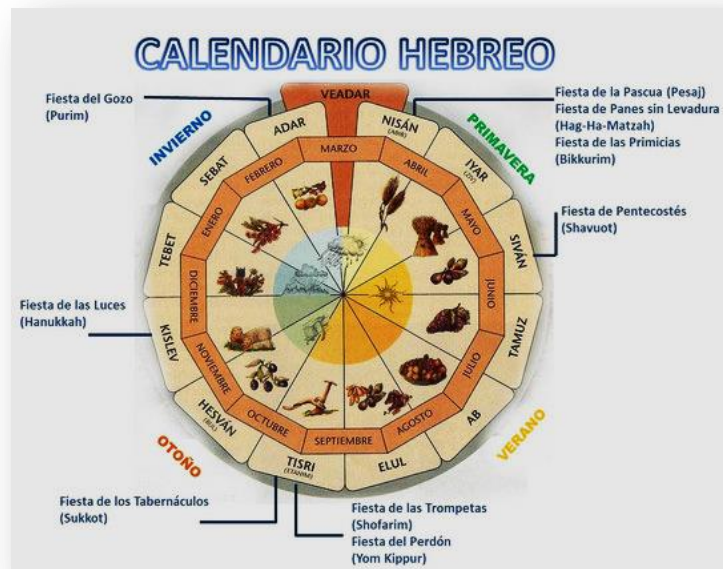 CALENDARIO HEBREO
Fiesta del Gozo
(Purim)
Fiesta de la Pascua (Pesaj)
Fiesta de Panes sin Levadura
(Hag-Ha-Matzah)
Fiesta de las Primicias
(Bikkurim)
INVIERNO
PRIMAVERA
VEADAR
ADAR
NISÁN
(ABIB)
IYAR
(ZIV)
SIVÁN
TAMUZ
AB
ELUL
TISRI
(ETANIM)
HESVÁN
(BUL)
KISLEV
TEBET
SEBAT
MARZO
ABRIL
MAYO
JUNIO
JULIO
AGOSTO
SEPTIEMBRE
OCTUBRE
NOVIEMBRE
DICIEMBRE
ENERO
FEBRERO
Fiesta de Pentecostés
(Shavuot)
Fiesta de las Luces
(Hanukkah)
OTOÑO
VERANO
Fiesta de los Tabernáculos
(Sukkot)
Fiesta de las Trompetas
(Shofarim)
Fiesta del Perdón
(Yom Kippur)